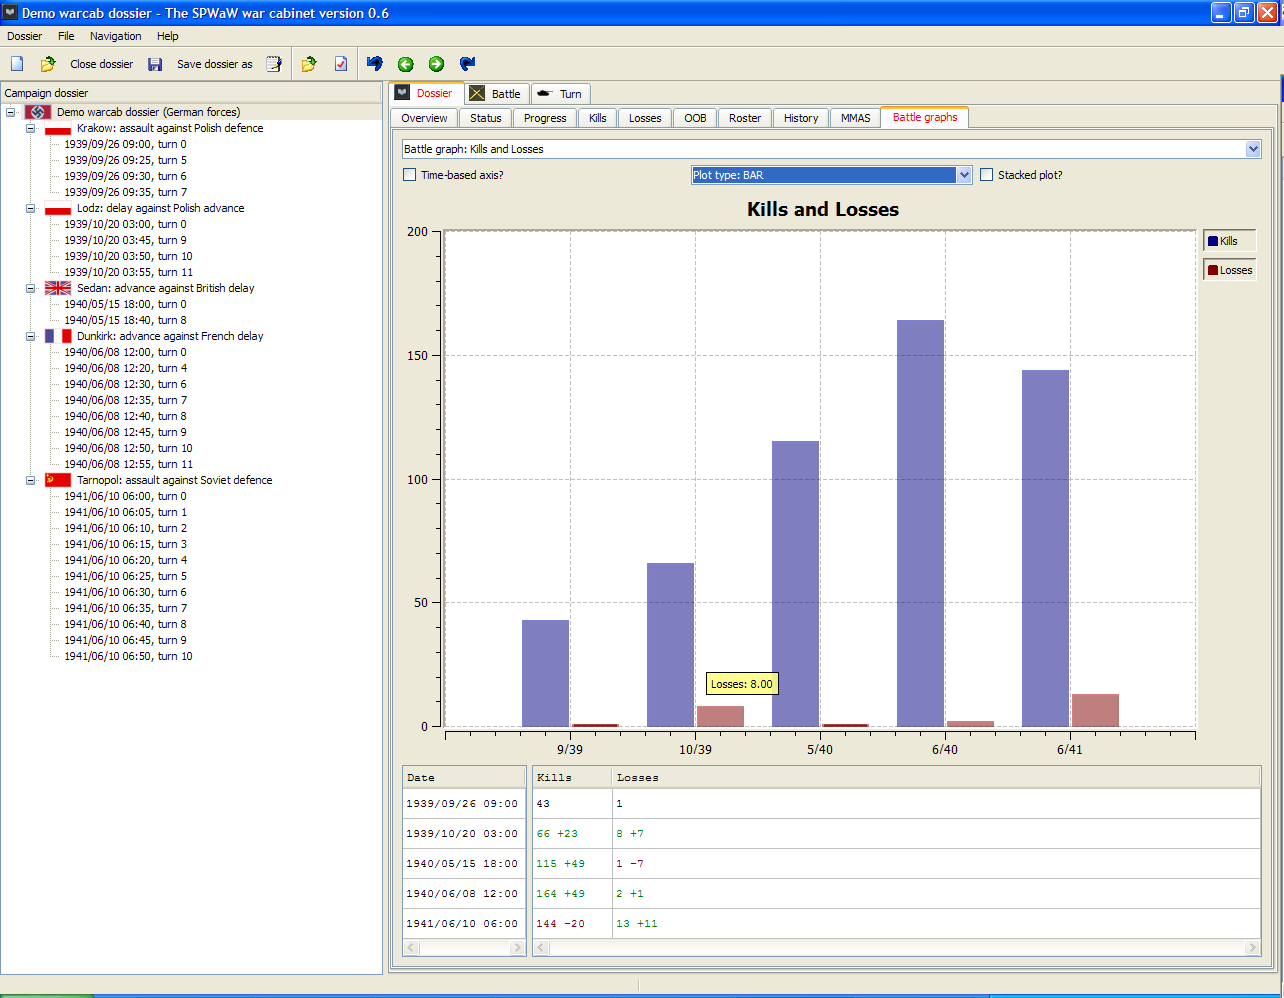 Demo warcab dossier - The SPWaW war cabinet version 0.6
Dossier File Navigation Help
Close dossier Save dossier as
Campaign dossier
Demo warcab dossier (German forces)
Krakow: assault against Polish defence
1939/09/26 09:00, turn 0
1939/09/26 09:25, turn 5
1939/09/26 09:30, turn 6
1939/09/26 09:35, turn 7
Lodz: delay against Polish advance
1939/10/20 03:00, turn 0
1939/10/20 03:45, turn 9
1939/10/20 03:50, turn 10
1939/10/20 03:55, turn 11
Sedan: advance against British delay
1940/05/15 18:00, turn 0
1940/05/15 18:40, turn 8
Dunkirk: advance against French delay
1940/06/08 12:00, turn 0
1940/06/08 12:20, turn 4
1940/06/08 12:30, turn 6
1940/06/08 12:35, turn 7
1940/06/08 12:40, turn 8
1940/06/08 12:45, turn 9
1940/06/08 12:50, turn 10
1940/06/08 12:55, turn 11
Tarnopol: assault against Soviet defence
1941/06/10 06:00, turn 0
1941/06/10 06:05, turn 1
1941/06/10 06:10, turn 2
1941/06/10 06:15, turn 3
1941/06/10 06:20, turn 4
1941/06/10 06:25, turn 5
1941/06/10 06:30, turn 6
1941/06/10 06:35, turn 7
1941/06/10 06:40, turn 8
1941/06/10 06:45, turn 9
1941/06/10 06:50, turn 10
Dossier Battle Turn
Overview Status Progress Kills Losses OOB Roster History MMAS Battle graphs
Battle graph: Kills and Losses
Time-based axis? Plot type: BAR Stacked plot?
Kills and Losses
200
150
100
50
0
Kills
Losses
Losses: 8.00
9/39 10/39 5/40 6/40 6/41
Date Kills Losses
1939/09/26 09:00 43 1
1939/10/20 03:00 66 +23 8 +7
1940/05/15 18:00 115 +49 1 -7
1940/06/08 12:00 164 +49 2 +1
1941/06/10 06:00 144 -20 13 +11